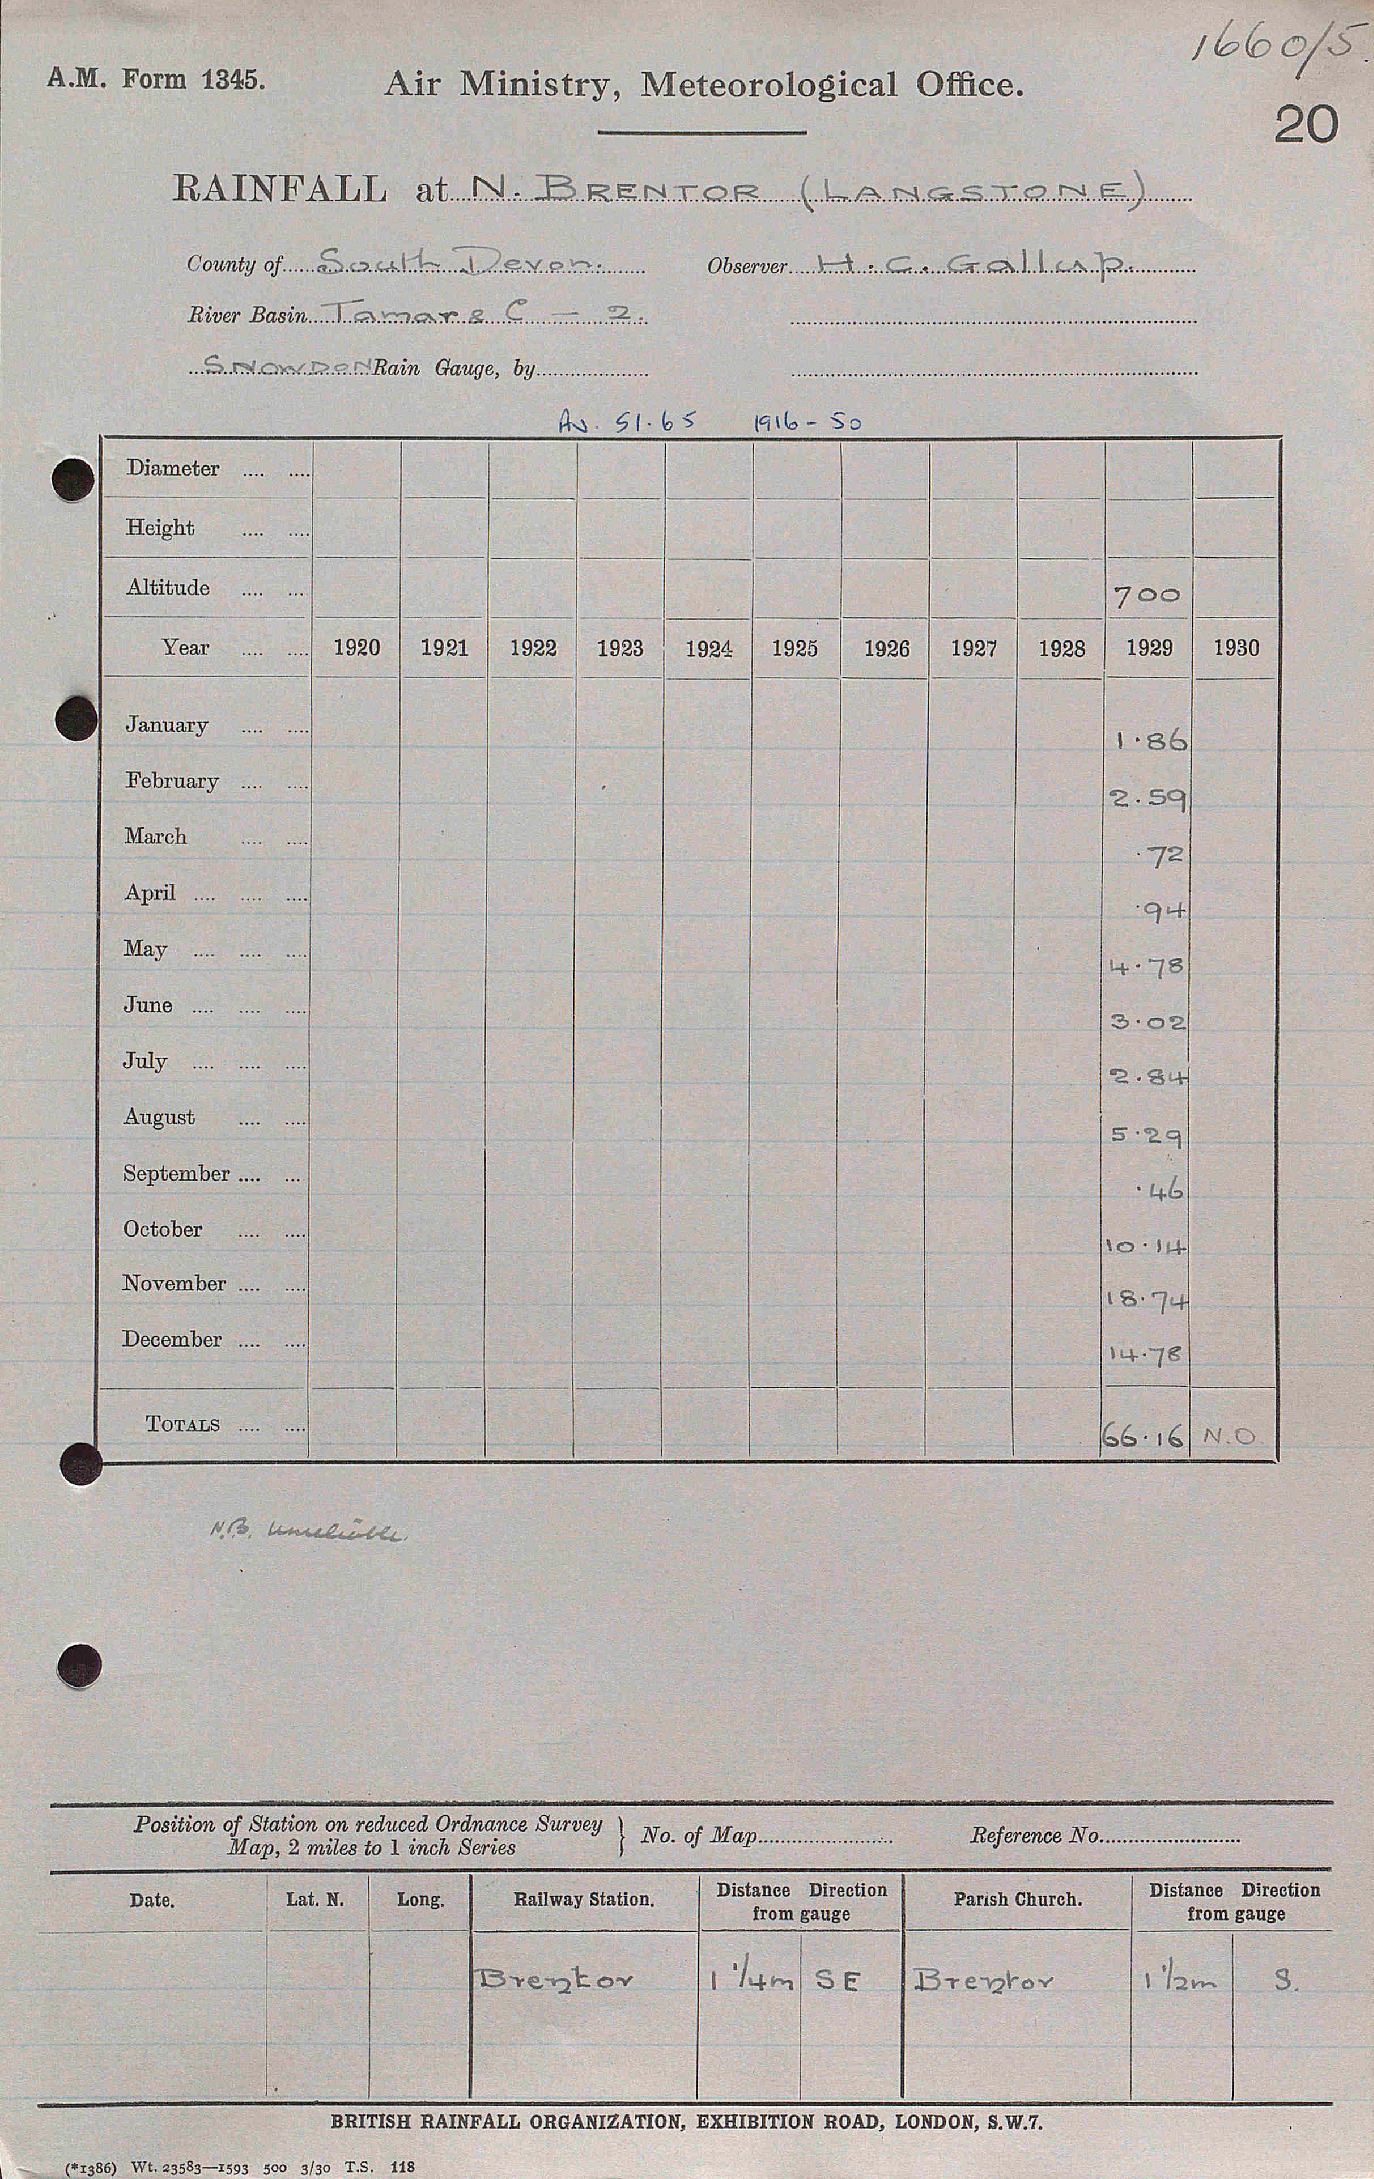 1660/5.
A.M. Form 1345. Air Ministry, Meteorological Office.
20
RAINFALL at N. BRENTOR (LANGSTONE)
County of South Devon. Observer H. C. Gallup.
River Basin Tamar & C — 2.
SNOWDON Rain Gauge, by
Av. 51.65 1916 - 50
Diameter .... ....
Height .... ....
Altitude .... ... 700
Year .... .... 1920 1921 1922 1923 1924 1925 1926 1927 1928 1929 1930
January .... .... 1.86
February .... .... 2.59
March .... .... .72
April .... .... .... .94
May .... .... .... 4.78
June .... .... .... 3.02
July .... .... .... 2.84
August .... .... 5.29
September .... ... .46
October .... .... 10.14
November .... .... 18.74
December .... .... 14.78
TOTALS .... .... 66.16 N.O.
N.B. unreliable.
Position of Station on reduced Ordnance Survey
Map, 2 miles to 1 inch Series } No. of Map Reference No.
Date. Lat. N. Long. Railway Station. Distance Direction from gauge Parish Church. Distance Direction from gauge
Brentor 1 1/4m SE Brentor 1 1/2m S.
BRITISH RAINFALL ORGANIZATION, EXHIBITION ROAD, LONDON, S.W.7.
(*1386) Wt. 23583—1593 500 3/30 T.S. 118